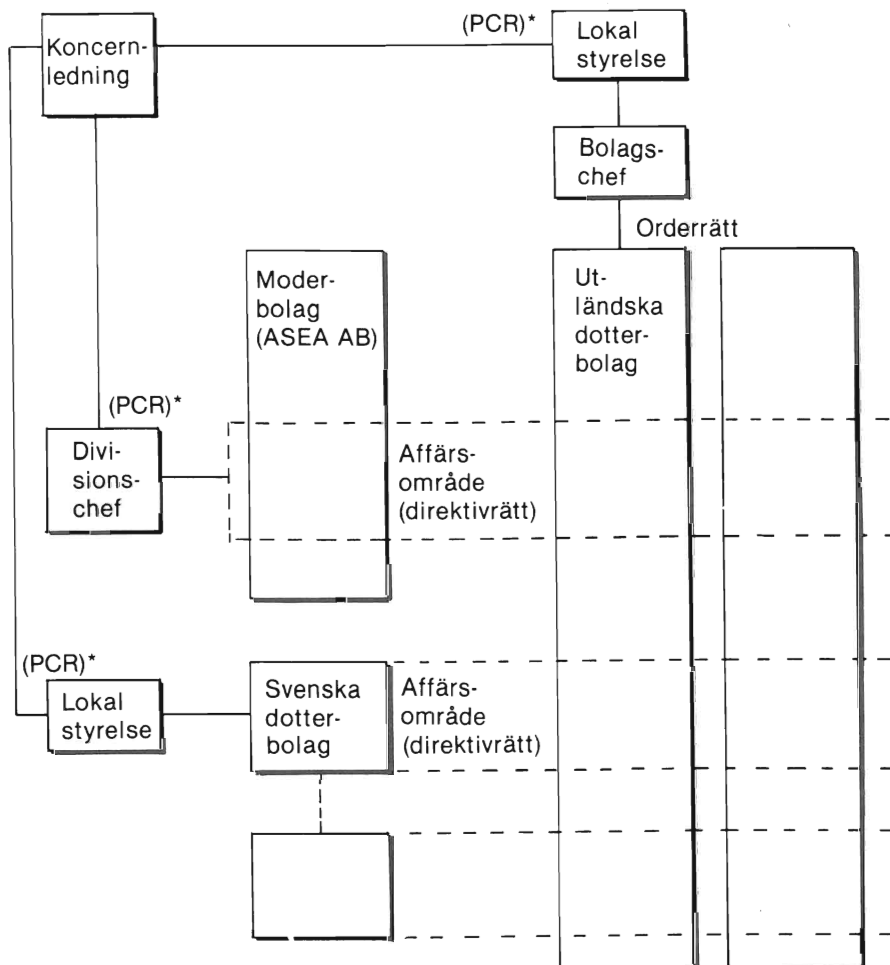 (PCR)*
Koncern-
ledning
Lokal
styrelse
Bolags-
chef
Orderrätt
Moder-
bolag
(ASEA AB)
Ut-
ländska
dotter-
bolag
(PCR)*
Divi-
sions-
chef
Affärs-
område
(direktivrätt)
(PCR)*
Lokal
styrelse
Svenska
dotter-
bolag
Affärs-
område
(direktivrätt)